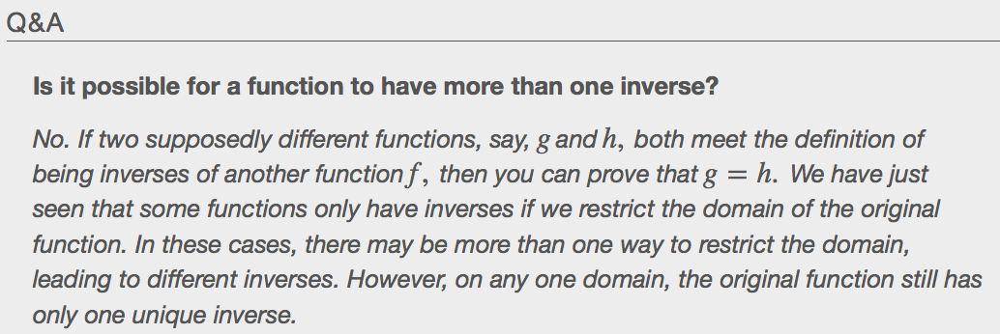 Q&A
Is it possible for a function to have more than one inverse?
No. If two supposedly different functions, say, g and h, both meet the definition of
being inverses of another function f, then you can prove that g = h. We have just
seen that some functions only have inverses if we restrict the domain of the original
function. In these cases, there may be more than one way to restrict the domain,
leading to different inverses. However, on any one domain, the original function still has
only one unique inverse.